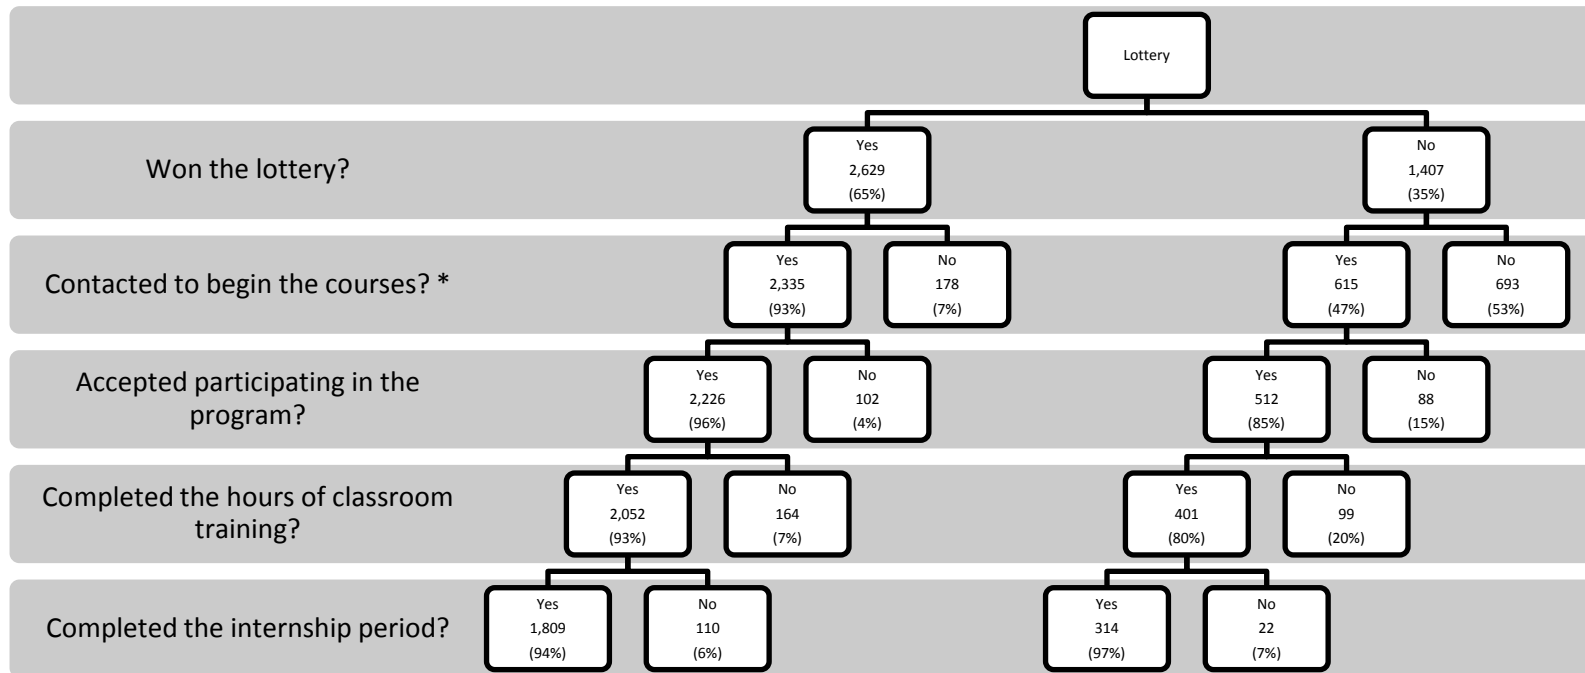 Lottery
Won the lottery?
Yes
2,629
(65%)
No
1,407
(35%)
Contacted to begin the courses? *
Yes
2,335
(93%)
No
178
(7%)
Yes
615
(47%)
No
693
(53%)
Accepted participating in the
program?
Yes
2,226
(96%)
No
102
(4%)
Yes
512
(85%)
No
88
(15%)
Completed the hours of classroom
training?
Yes
2,052
(93%)
No
164
(7%)
Yes
401
(80%)
No
99
(20%)
Completed the internship period?
Yes
1,809
(94%)
No
110
(6%)
Yes
314
(97%)
No
22
(7%)